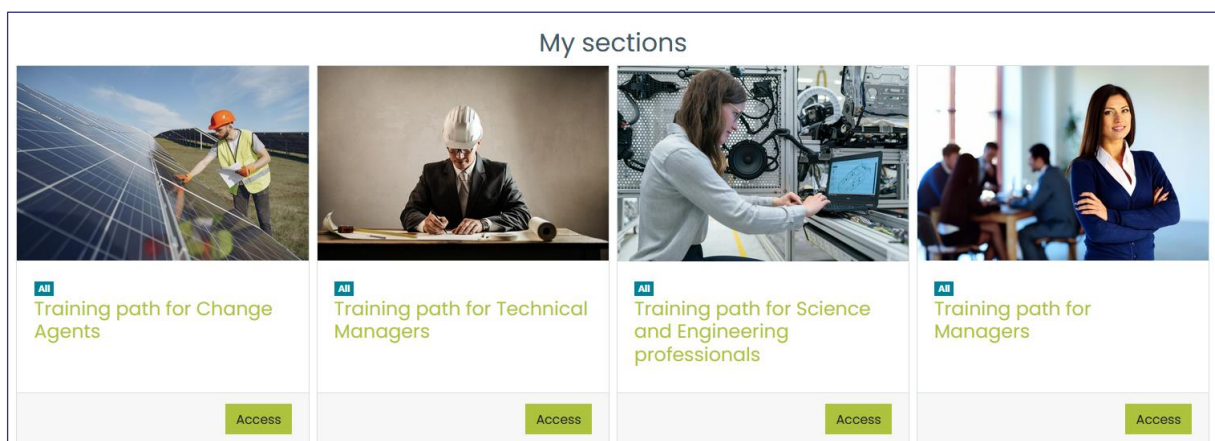 My sections
All
Training path for Change
Agents
Access
All
Training path for Technical
Managers
Access
All
Training path for Science
and Engineering
professionals
Access
All
Training path for
Managers
Access